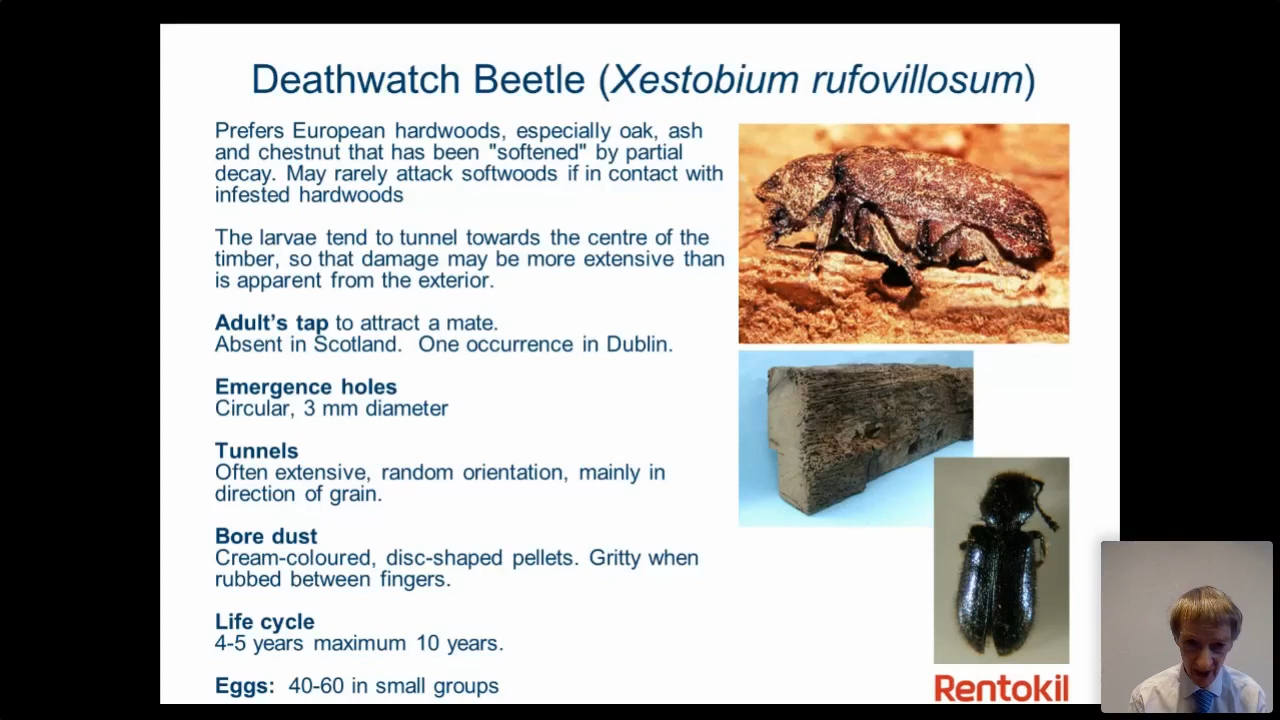 Deathwatch Beetle (Xestobium rufovillosum)
Prefers European hardwoods, especially oak, ash
and chestnut that has been "softened" by partial
decay. May rarely attack softwoods if in contact with
infested hardwoods
The larvae tend to tunnel towards the centre of the
timber, so that damage may be more extensive than
is apparent from the exterior.
Adult’s tap to attract a mate.
Absent in Scotland. One occurrence in Dublin.
Emergence holes
Circular, 3 mm diameter
Tunnels
Often extensive, random orientation, mainly in
direction of grain.
Bore dust
Cream-coloured, disc-shaped pellets. Gritty when
rubbed between fingers.
Life cycle
4-5 years maximum 10 years.
Eggs: 40-60 in small groups
Rentokil